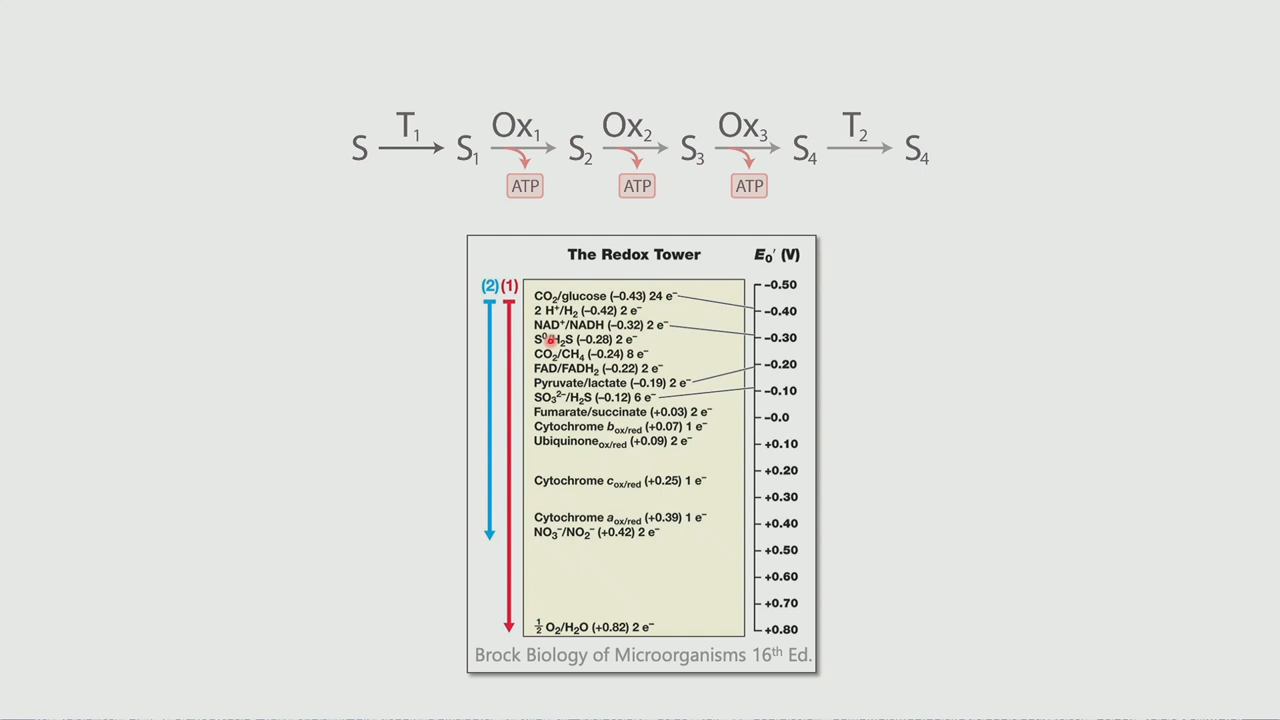 T₁ Ox₁ Ox₂ Ox₃ T₂
S S₁ S₂ S₃ S₄ S₄
ATP ATP ATP
The Redox Tower E₀′ (V)
(2) (1)
–0.50
CO₂/glucose (–0.43) 24 e⁻
2 H⁺/H₂ (–0.42) 2 e⁻
–0.40
NAD⁺/NADH (–0.32) 2 e⁻
S⁰/H₂S (–0.28) 2 e⁻
–0.30
CO₂/CH₄ (–0.24) 8 e⁻
FAD/FADH₂ (–0.22) 2 e⁻
–0.20
Pyruvate/lactate (–0.19) 2 e⁻
–0.10
SO₃²⁻/H₂S (–0.12) 6 e⁻
Fumarate/succinate (+0.03) 2 e⁻
–0.0
Cytochrome b ox/red (+0.07) 1 e⁻
Ubiquinone ox/red (+0.09) 2 e⁻
+0.10
+0.20
Cytochrome c ox/red (+0.25) 1 e⁻
+0.30
Cytochrome a ox/red (+0.39) 1 e⁻
+0.40
NO₃⁻/NO₂⁻ (+0.42) 2 e⁻
+0.50
+0.60
+0.70
½ O₂/H₂O (+0.82) 2 e⁻
+0.80
Brock Biology of Microorganisms 16th Ed.